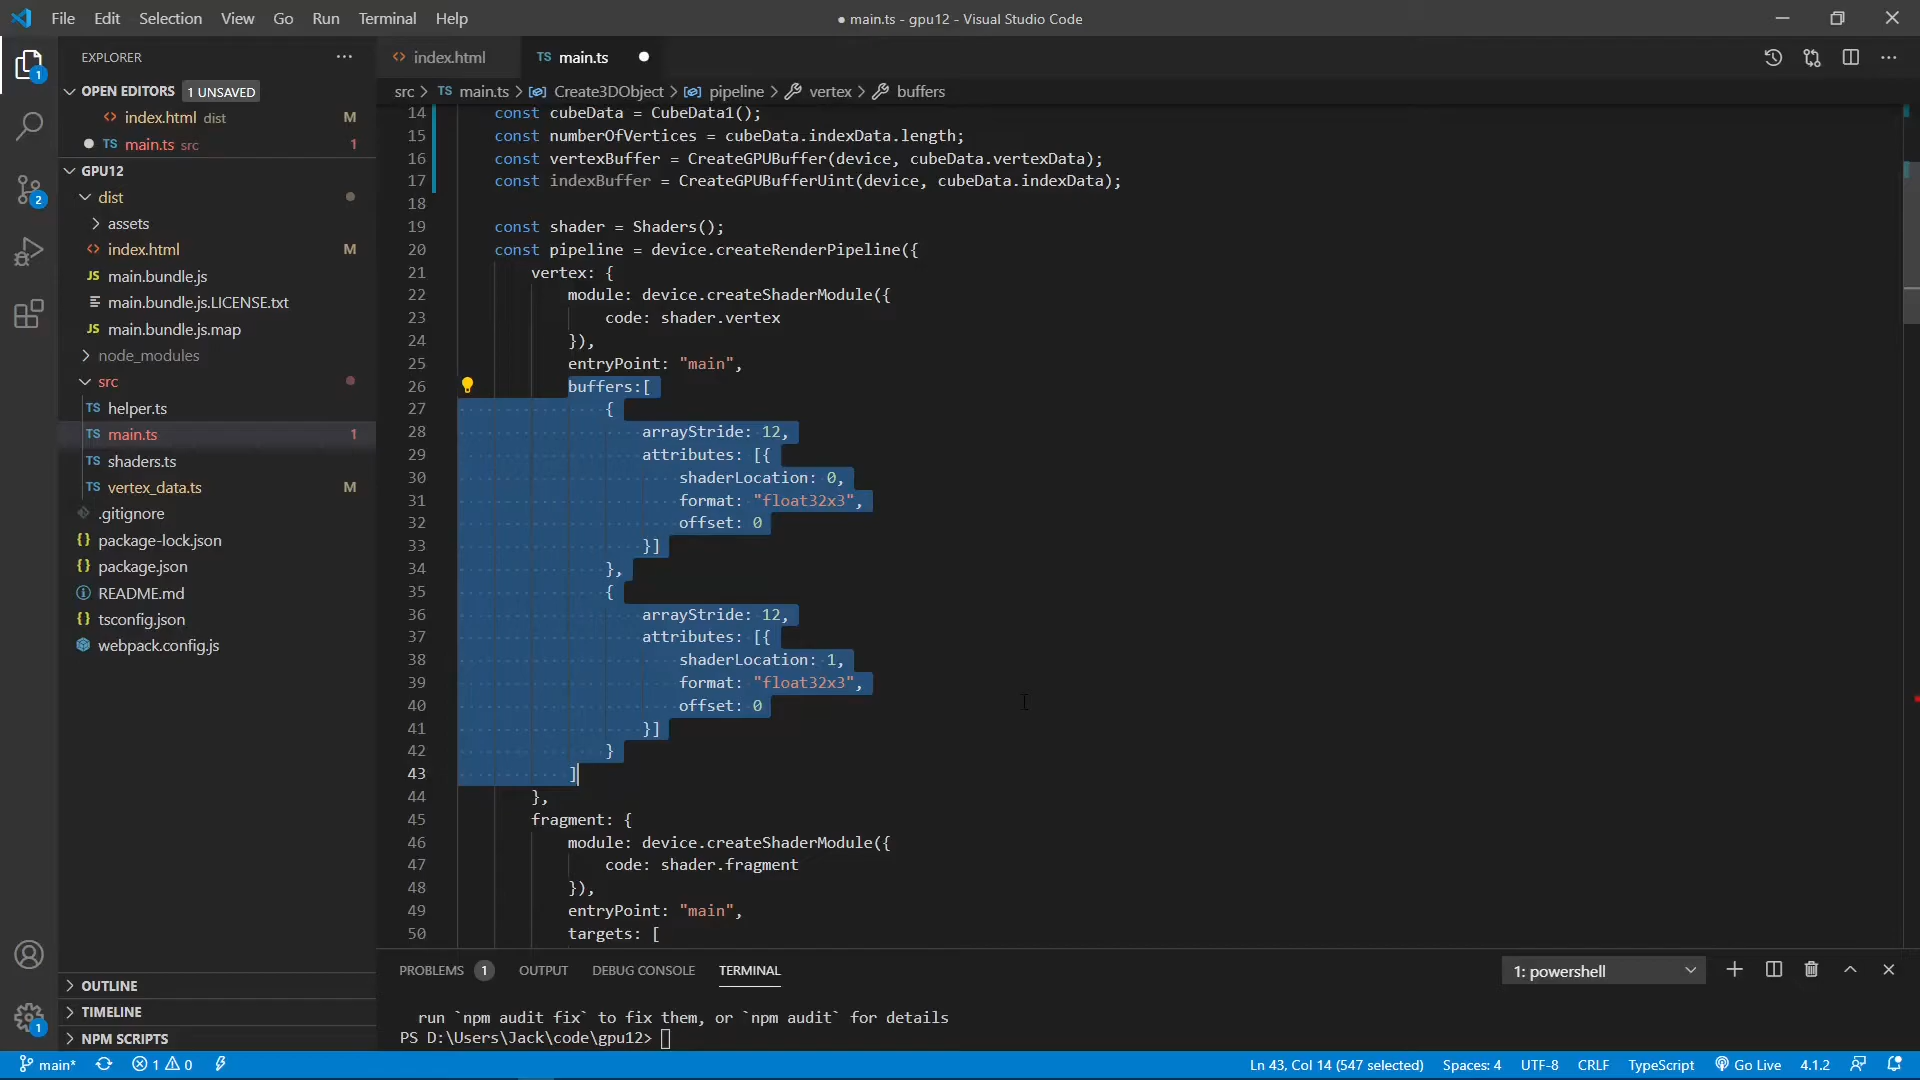 File Edit Selection View Go Run Terminal Help
● main.ts - gpu12 - Visual Studio Code
EXPLORER
OPEN EDITORS 1 UNSAVED
index.html dist M
TS main.ts src 1
GPU12
dist
assets
index.html M
JS main.bundle.js
main.bundle.js.LICENSE.txt
JS main.bundle.js.map
node_modules
src
TS helper.ts
TS main.ts 1
TS shaders.ts
TS vertex_data.ts M
.gitignore
{} package-lock.json
{} package.json
README.md
{} tsconfig.json
webpack.config.js
OUTLINE
TIMELINE
NPM SCRIPTS
1
2
1
index.html
TS main.ts
src > TS main.ts > Create3DObject > pipeline > vertex > buffers
14 const cubeData = CubeData1();
15 const numberOfVertices = cubeData.indexData.length;
16 const vertexBuffer = CreateGPUBuffer(device, cubeData.vertexData);
17 const indexBuffer = CreateGPUBufferUint(device, cubeData.indexData);
18
19 const shader = Shaders();
20 const pipeline = device.createRenderPipeline({
21 vertex: {
22 module: device.createShaderModule({
23 code: shader.vertex
24 }),
25 entryPoint: "main",
26 buffers:[
27 {
28 arrayStride: 12,
29 attributes: [{
30 shaderLocation: 0,
31 format: "float32x3",
32 offset: 0
33 }]
34 },
35 {
36 arrayStride: 12,
37 attributes: [{
38 shaderLocation: 1,
39 format: "float32x3",
40 offset: 0
41 }]
42 }
43 ]
44 },
45 fragment: {
46 module: device.createShaderModule({
47 code: shader.fragment
48 }),
49 entryPoint: "main",
50 targets: [
PROBLEMS 1 OUTPUT DEBUG CONSOLE TERMINAL
1: powershell
run `npm audit fix` to fix them, or `npm audit` for details
PS D:\Users\Jack\code\gpu12>
main* 1 0
Ln 43, Col 14 (547 selected) Spaces: 4 UTF-8 CRLF TypeScript Go Live 4.1.2